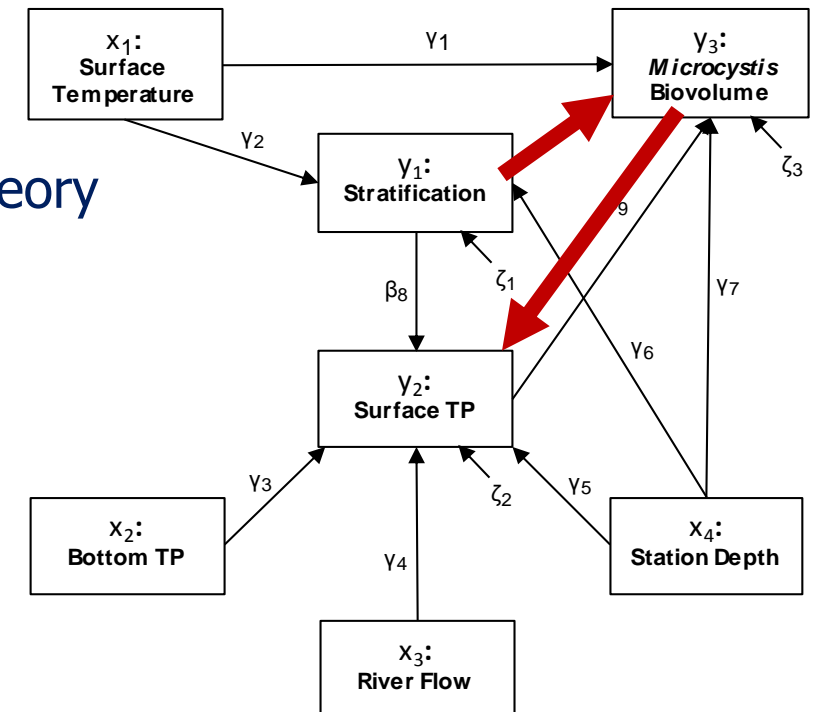 x₁:
Surface
Temperature
γ1
y₃:
Microcystis
Biovolume
γ2
eory
y₁:
Stratification
ζ3
9
ζ1
β8
γ7
γ6
y₂:
Surface TP
γ3
ζ2
γ5
x₂:
Bottom TP
γ4
x₄:
Station Depth
x₃:
River Flow